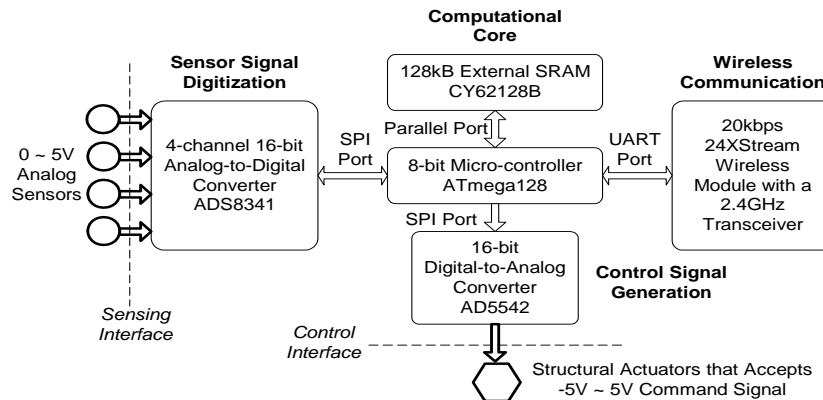 Computational
Core
Sensor Signal
Digitization
Wireless
Communication
128kB External SRAM
CY62128B
0 ~ 5V
Analog
Sensors
4-channel 16-bit
Analog-to-Digital
Converter
ADS8341
SPI
Port
Parallel Port
8-bit Micro-controller
ATmega128
UART
Port
20kbps
24XStream
Wireless
Module with a
2.4GHz
Transceiver
SPI Port
16-bit
Digital-to-Analog
Converter
AD5542
Control Signal
Generation
Sensing
Interface
Control
Interface
Structural Actuators that Accepts
-5V ~ 5V Command Signal